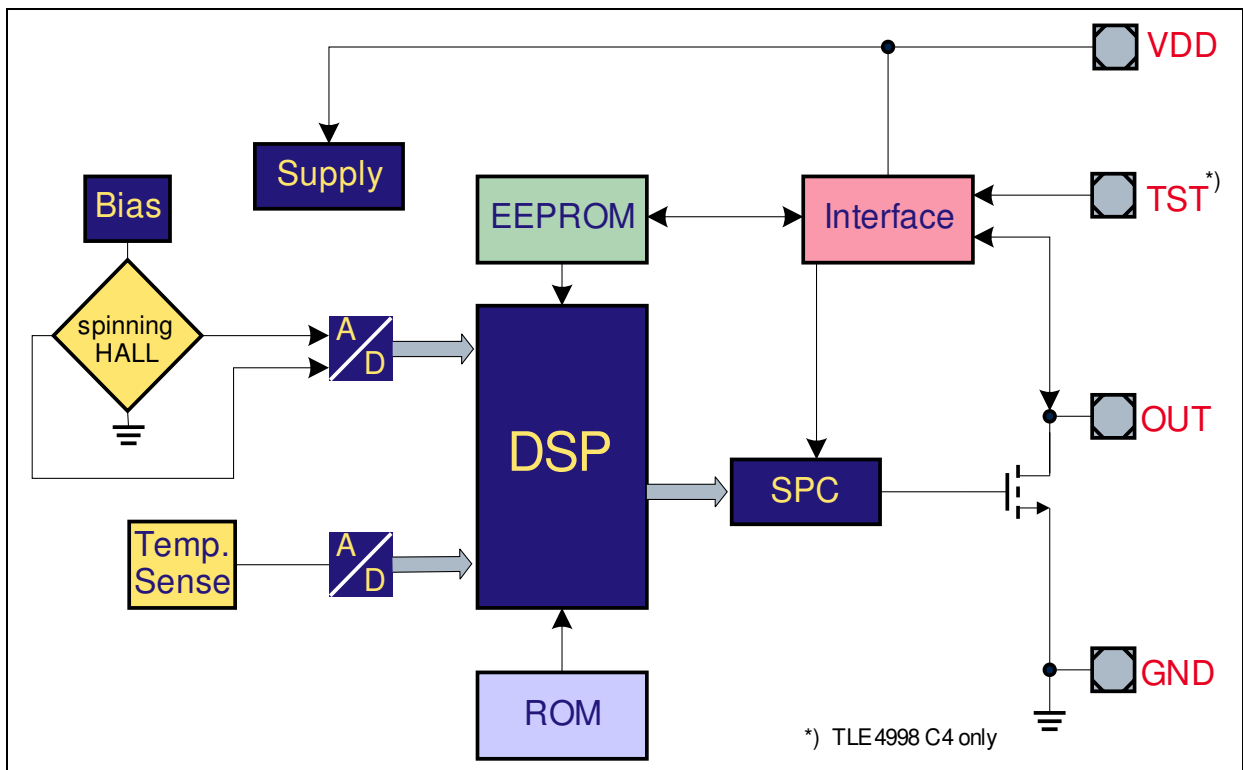 VDD
Supply
Bias
EEPROM
Interface
TST*)
spinning
HALL
A
D
DSP
OUT
SPC
Temp.
Sense
A
D
ROM
GND
*) TLE4998 C4 only